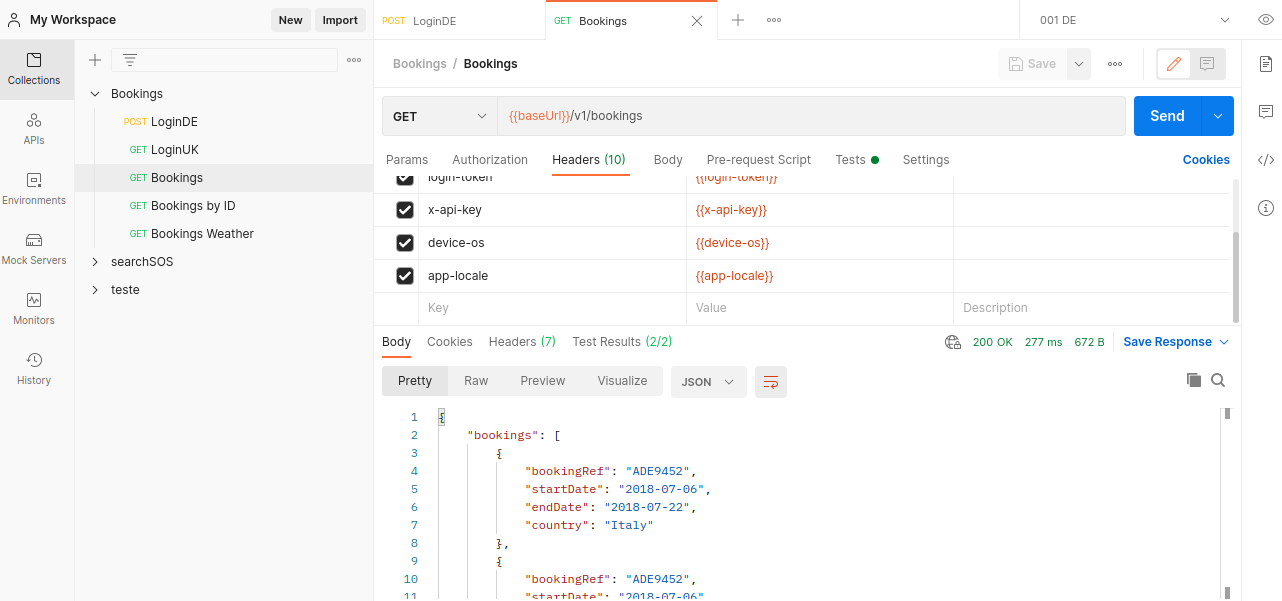 My Workspace
New
Import
POST LoginDE
GET Bookings
001 DE
Collections
APIs
Environments
Mock Servers
Monitors
History
Bookings
POST LoginDE
GET LoginUK
GET Bookings
GET Bookings by ID
GET Bookings Weather
searchSOS
teste
Bookings / Bookings
Save
GET
{{baseUrl}}/v1/bookings
Send
Params Authorization Headers (10) Body Pre-request Script Tests Settings Cookies
login-token {{login-token}}
x-api-key {{x-api-key}}
device-os {{device-os}}
app-locale {{app-locale}}
Key Value Description
Body Cookies Headers (7) Test Results (2/2) 200 OK 277 ms 672 B Save Response
Pretty Raw Preview Visualize JSON
1 {
2 "bookings": [
3 {
4 "bookingRef": "ADE9452",
5 "startDate": "2018-07-06",
6 "endDate": "2018-07-22",
7 "country": "Italy"
8 },
9 {
10 "bookingRef": "ADE9452",
11 "startDate": "2018-07-06"